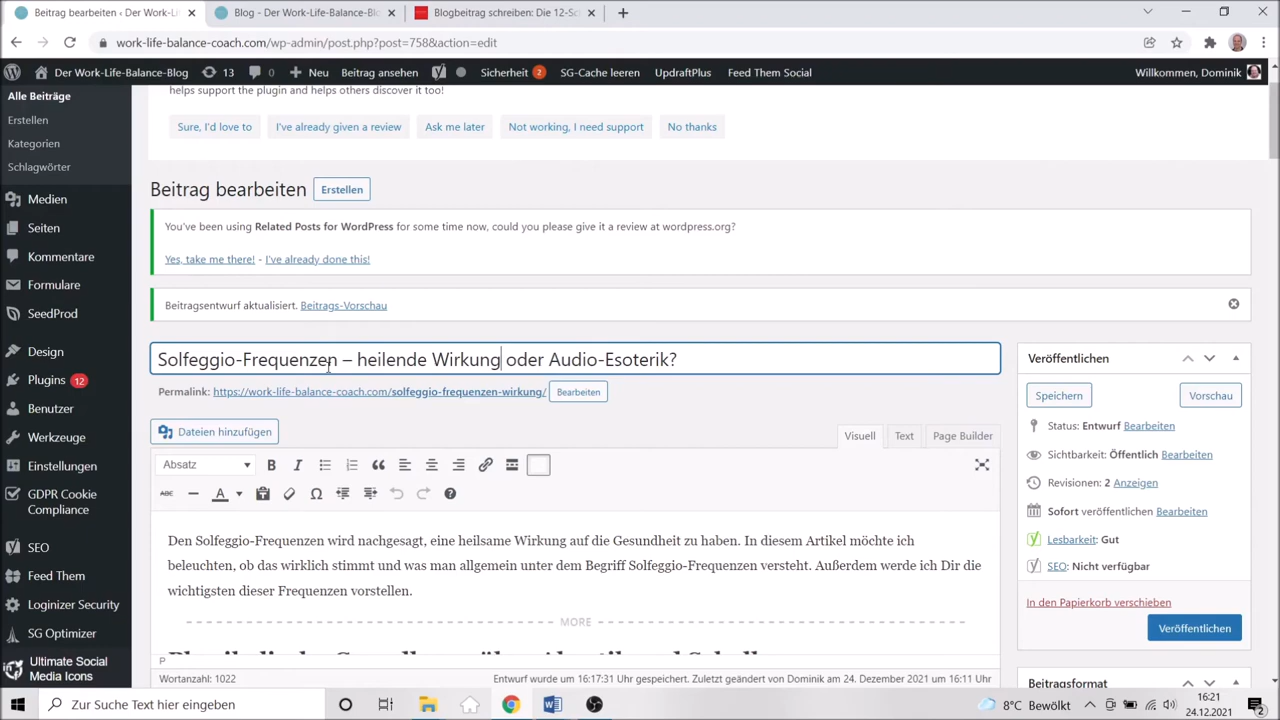 Beitrag bearbeiten ‹ Der Work-Li
Blog - Der Work-Life-Balance-Blo
Blogbeitrag schreiben: Die 12-Sc
work-life-balance-coach.com/wp-admin/post.php?post=758&action=edit
Der Work-Life-Balance-Blog 13 0 Neu Beitrag ansehen Sicherheit 2 SG-Cache leeren UpdraftPlus Feed Them Social Willkommen, Dominik
Alle Beiträge
Erstellen
Kategorien
Schlagwörter
Medien
Seiten
Kommentare
Formulare
SeedProd
Design
Plugins 12
Benutzer
Werkzeuge
Einstellungen
GDPR Cookie
Compliance
SEO
Feed Them
Loginizer Security
SG Optimizer
Ultimate Social
Media Icons
helps support the plugin and helps others discover it too!
Sure, I'd love to I've already given a review Ask me later Not working, I need support No thanks
Beitrag bearbeiten Erstellen
You've been using Related Posts for WordPress for some time now, could you please give it a review at wordpress.org?
Yes, take me there! - I've already done this!
Beitragsentwurf aktualisiert. Beitrags-Vorschau
Solfeggio-Frequenzen – heilende Wirkung oder Audio-Esoterik?
Permalink: https://work-life-balance-coach.com/solfeggio-frequenzen-wirkung/ Bearbeiten
Dateien hinzufügen
Visuell Text Page Builder
Absatz
Den Solfeggio-Frequenzen wird nachgesagt, eine heilsame Wirkung auf die Gesundheit zu haben. In diesem Artikel möchte ich
beleuchten, ob das wirklich stimmt und was man allgemein unter dem Begriff Solfeggio-Frequenzen versteht. Außerdem werde ich Dir die
wichtigsten dieser Frequenzen vorstellen.
MORE
P
Wortanzahl: 1022 Entwurf wurde um 16:17:31 Uhr gespeichert. Zuletzt geändert von Dominik am 24. Dezember 2021 um 16:11 Uhr
Veröffentlichen
Speichern Vorschau
Status: Entwurf Bearbeiten
Sichtbarkeit: Öffentlich Bearbeiten
Revisionen: 2 Anzeigen
Sofort veröffentlichen Bearbeiten
Lesbarkeit: Gut
SEO: Nicht verfügbar
In den Papierkorb verschieben
Veröffentlichen
Beitragsformat
Zur Suche Text hier eingeben
8°C Bewölkt
16:21
24.12.2021
2